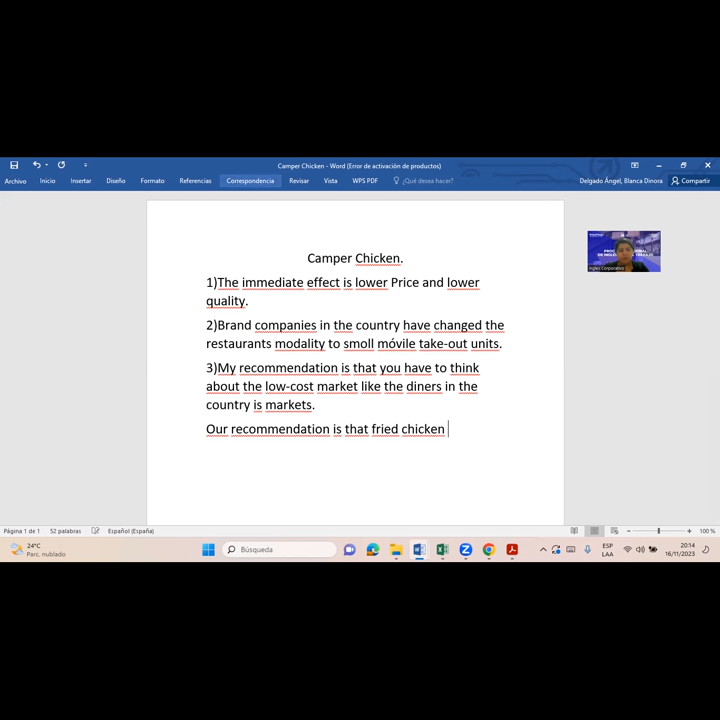 Camper Chicken - Word (Error de activación de productos)
Archivo Inicio Insertar Diseño Formato Referencias Correspondencia Revisar Vista WPS PDF ¿Qué desea hacer? Delgado Ángel, Blanca Dinora Compartir
Camper Chicken.
1)The immediate effect is lower Price and lower
quality.
2)Brand companies in the country have changed the
restaurants modality to smoll móvile take-out units.
3)My recommendation is that you have to think
about the low-cost market like the diners in the
country is markets.
Our recommendation is that fried chicken
Ingles Corporativo
Página 1 de 1 52 palabras Español (España) 100 %
24°C
Parc. nublado
Búsqueda
ESP
LAA
20:14
16/11/2023